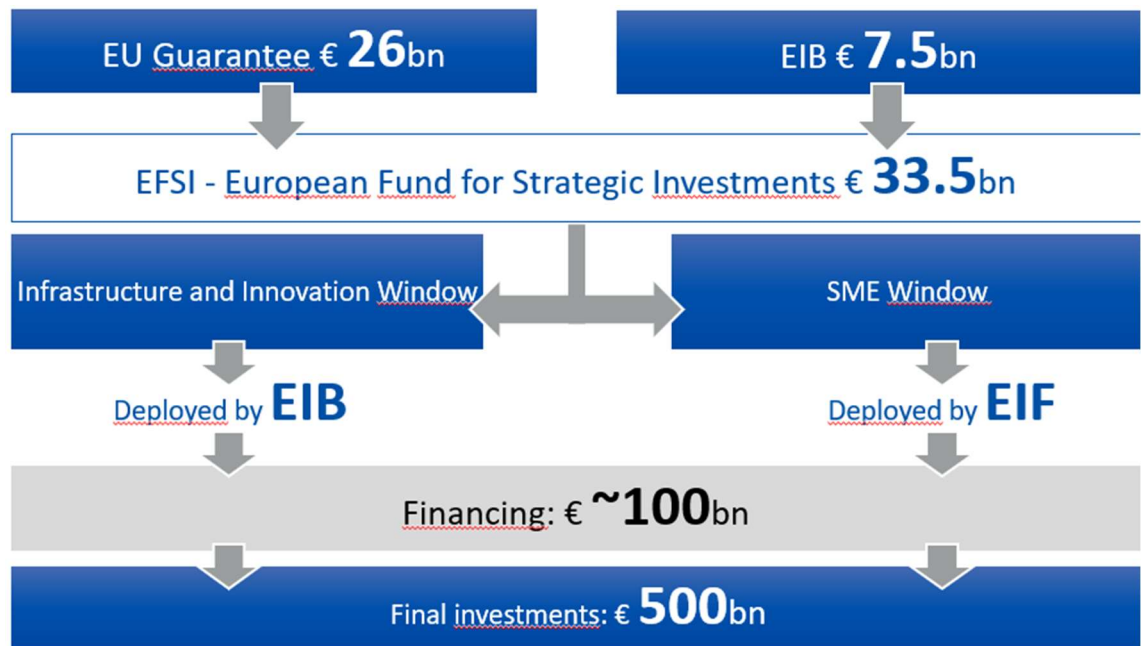 EU Guarantee € 26bn
EIB € 7.5bn
EFSI - European Fund for Strategic Investments € 33.5bn
Infrastructure and Innovation Window
SME Window
Deployed by EIB
Deployed by EIF
Financing: € ~100bn
Final investments: € 500bn